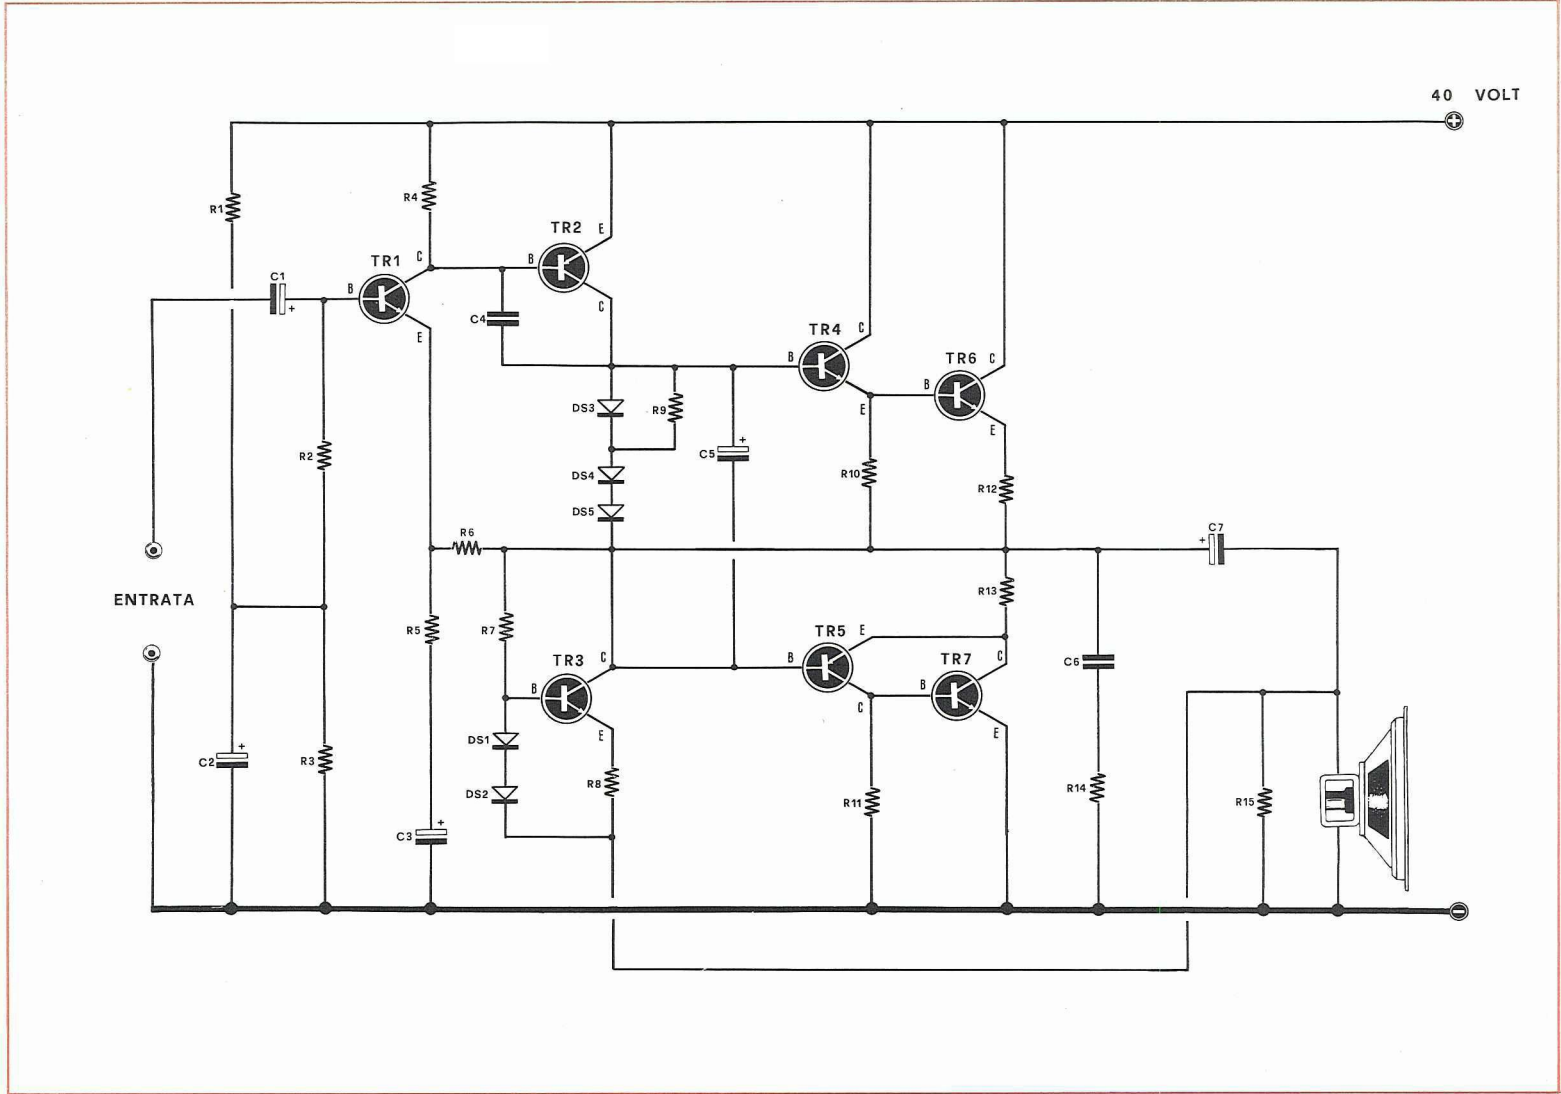 40 VOLT
R1
R4
TR2
E
C
B
TR1
C1
B
+
C
E
C4
TR4
C
B
E
TR6
C
B
E
DS3
R9
R2
C5
+
DS4
DS5
R10
R12
R6
C7
+
ENTRATA
R5
R7
R13
TR5
E
B
C
TR3
C
B
E
TR7
C
B
E
C6
DS1
DS2
R8
R11
R14
R15
C2
+
R3
C3
+